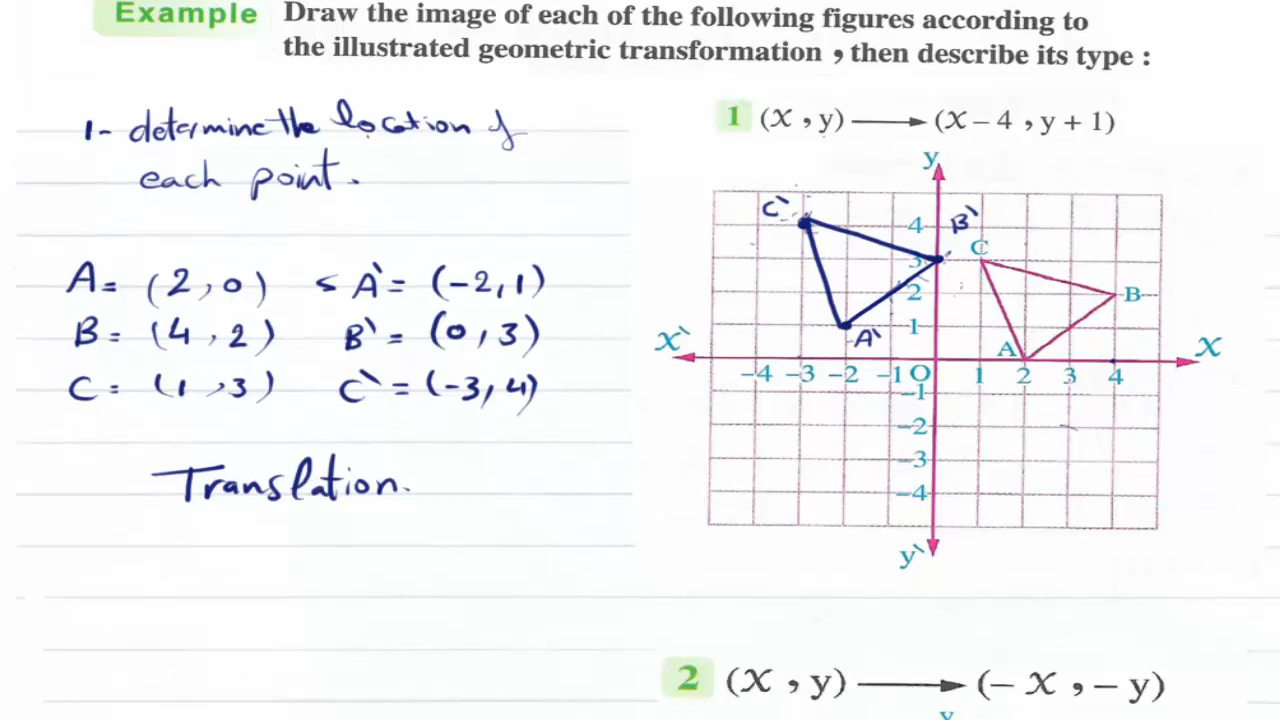 Example Draw the image of each of the following figures according to
the illustrated geometric transformation , then describe its type :
1- determine the location of
each point.
A= (2,0) , A` = (-2,1)
B= (4,2) B` = (0,3)
C= (1,3) C` = (-3,4)
Translation.
1 (X , y) ⟶ (X – 4 , y + 1)
y
C` 4 B`
C
3
2 B
1
A` A
X` X
–4 –3 –2 –1 O 1 2 3 4
–1
–2
–3
–4
y`
2 (X , y) ⟶ (– X , – y)
y